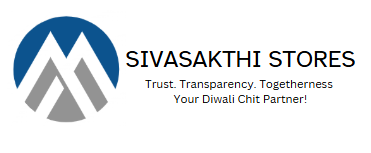 SIVASAKTHI STORES
Trust. Transparency. Togetherness
Your Diwali Chit Partner!